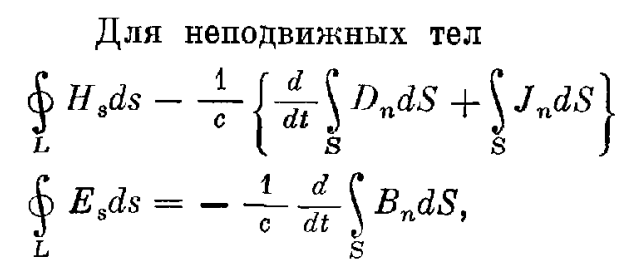 Для неподвижных тел
∮_L H_s ds — 1/c { d/dt ∫_S D_n dS + ∫_S J_n dS }
∮_L E_s ds = — 1/c d/dt ∫_S B_n dS,